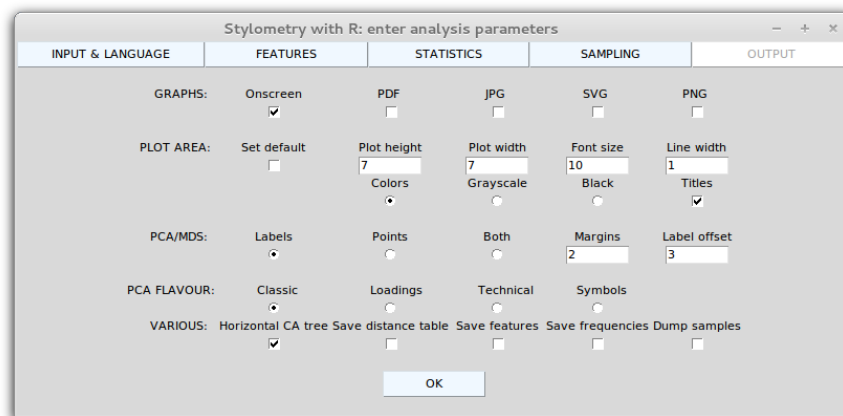 Stylometry with R: enter analysis parameters
INPUT & LANGUAGE FEATURES STATISTICS SAMPLING OUTPUT
GRAPHS: Onscreen PDF JPG SVG PNG
PLOT AREA: Set default Plot height Plot width Font size Line width
7 7 10 1
Colors Grayscale Black Titles
PCA/MDS: Labels Points Both Margins Label offset
2 3
PCA FLAVOUR: Classic Loadings Technical Symbols
VARIOUS: Horizontal CA tree Save distance table Save features Save frequencies Dump samples
OK